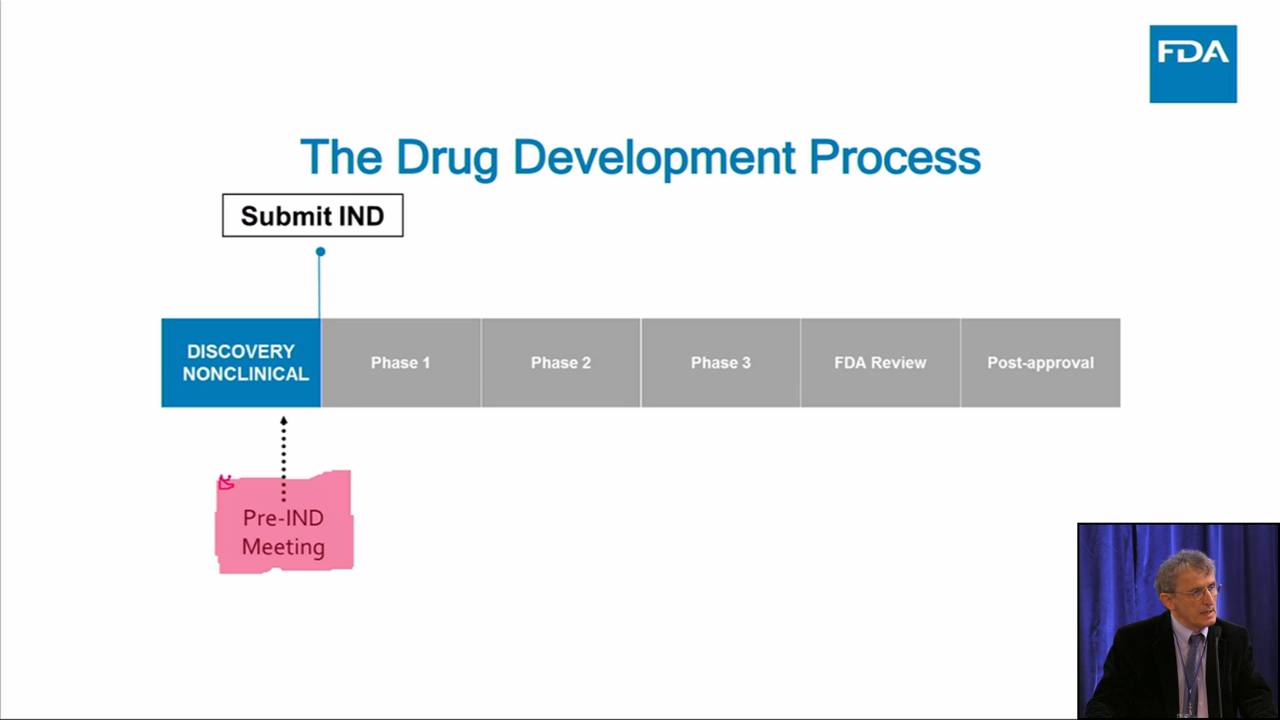 FDA
The Drug Development Process
Submit IND
DISCOVERY
NONCLINICAL
Phase 1
Phase 2
Phase 3
FDA Review
Post-approval
Pre-IND
Meeting